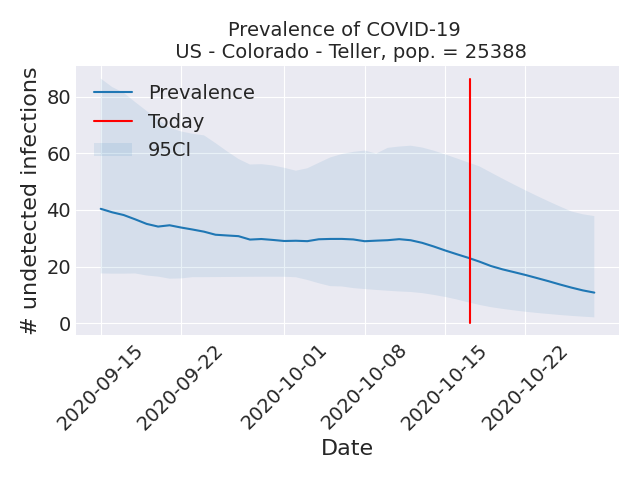 Prevalence of COVID-19
US - Colorado - Teller, pop. = 25388
# undetected infections
80
60
40
20
0
Prevalence
Today
95CI
2020-09-15
2020-09-22
2020-10-01
2020-10-08
2020-10-15
2020-10-22
Date